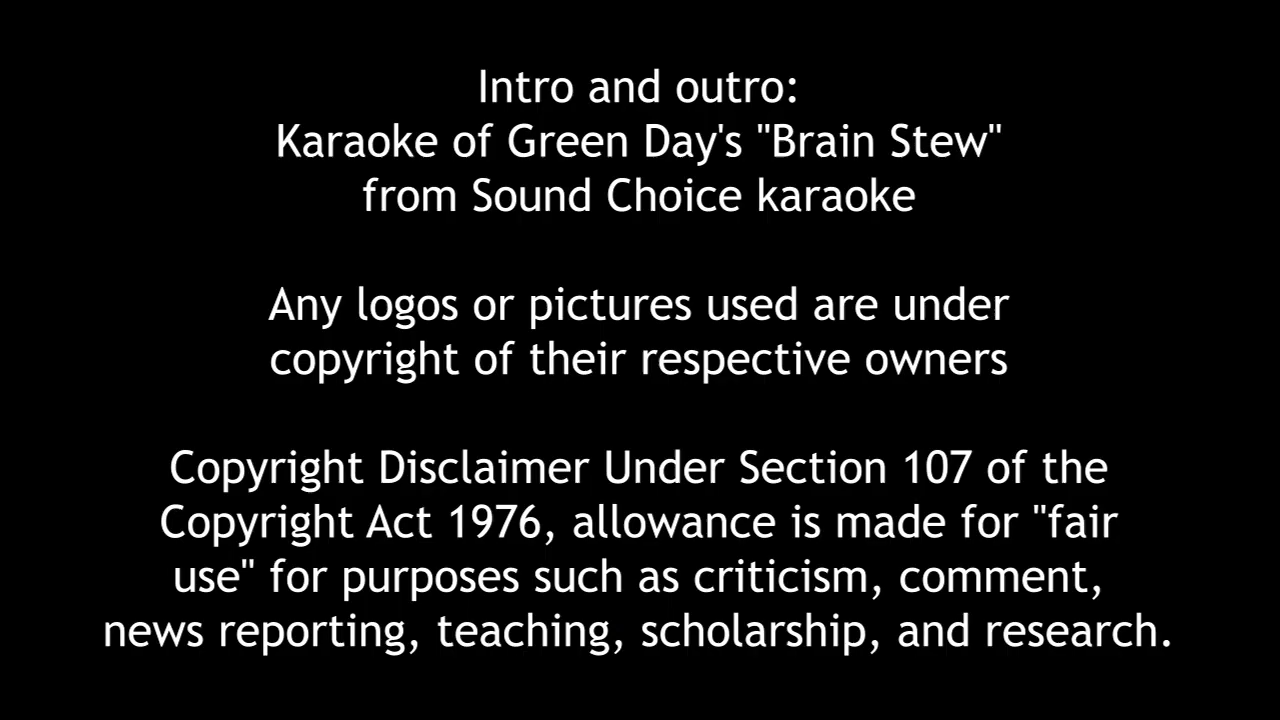 Intro and outro:
Karaoke of Green Day's "Brain Stew"
from Sound Choice karaoke
Any logos or pictures used are under
copyright of their respective owners
Copyright Disclaimer Under Section 107 of the
Copyright Act 1976, allowance is made for "fair
use" for purposes such as criticism, comment,
news reporting, teaching, scholarship, and research.